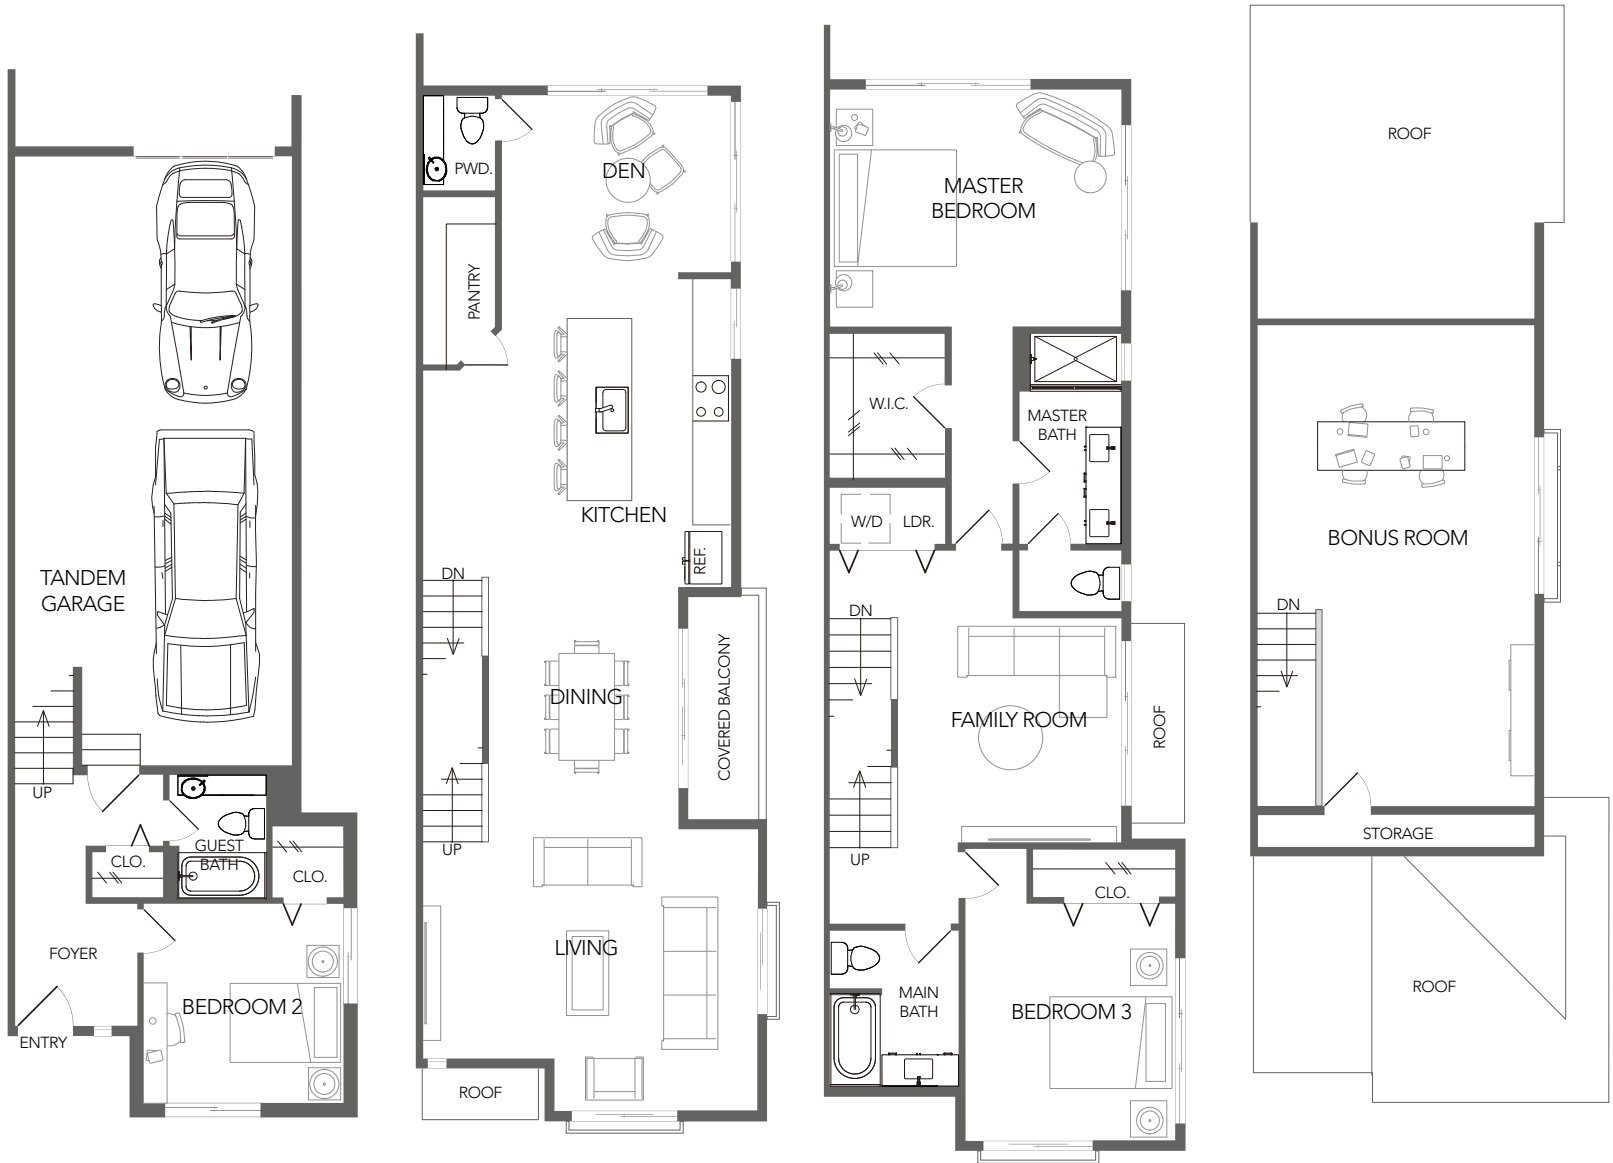 TANDEM
GARAGE
UP
GUEST
BATH
CLO.
CLO.
FOYER
BEDROOM 2
ENTRY
PWD.
DEN
PANTRY
KITCHEN
REF.
DN
DINING
COVERED BALCONY
UP
LIVING
ROOF
MASTER
BEDROOM
W.I.C.
MASTER
BATH
W/D
LDR.
DN
FAMILY ROOM
ROOF
UP
CLO.
MAIN
BATH
BEDROOM 3
ROOF
BONUS ROOM
DN
STORAGE
ROOF